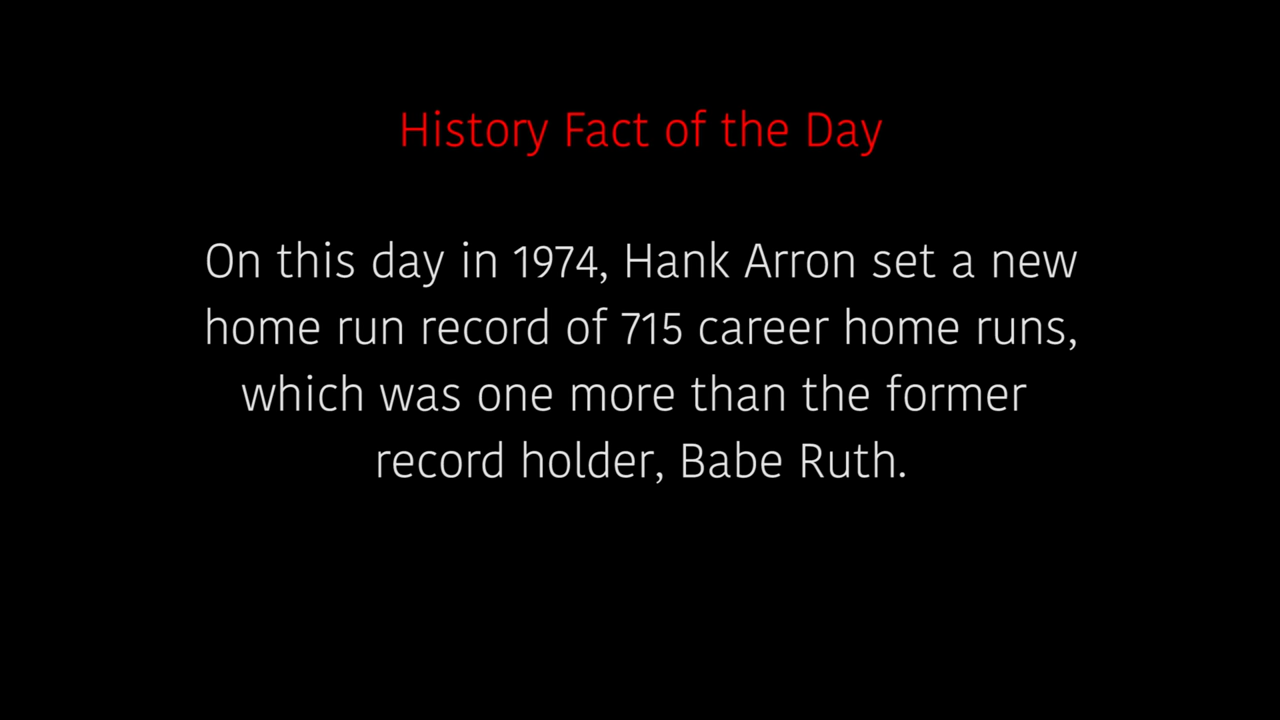 History Fact of the Day
On this day in 1974, Hank Arron set a new
home run record of 715 career home runs,
which was one more than the former
record holder, Babe Ruth.